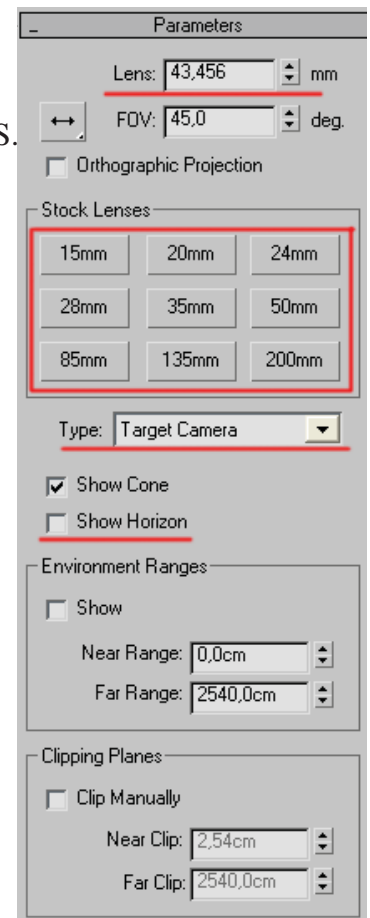 - Parameters
Lens: 43,456 mm
s.
FOV: 45,0 deg.
Orthographic Projection
Stock Lenses
15mm 20mm 24mm
28mm 35mm 50mm
85mm 135mm 200mm
Type: Target Camera
Show Cone
Show Horizon
Environment Ranges
Show
Near Range: 0,0cm
Far Range: 2540,0cm
Clipping Planes
Clip Manually
Near Clip: 2,54cm
Far Clip: 2540,0cm